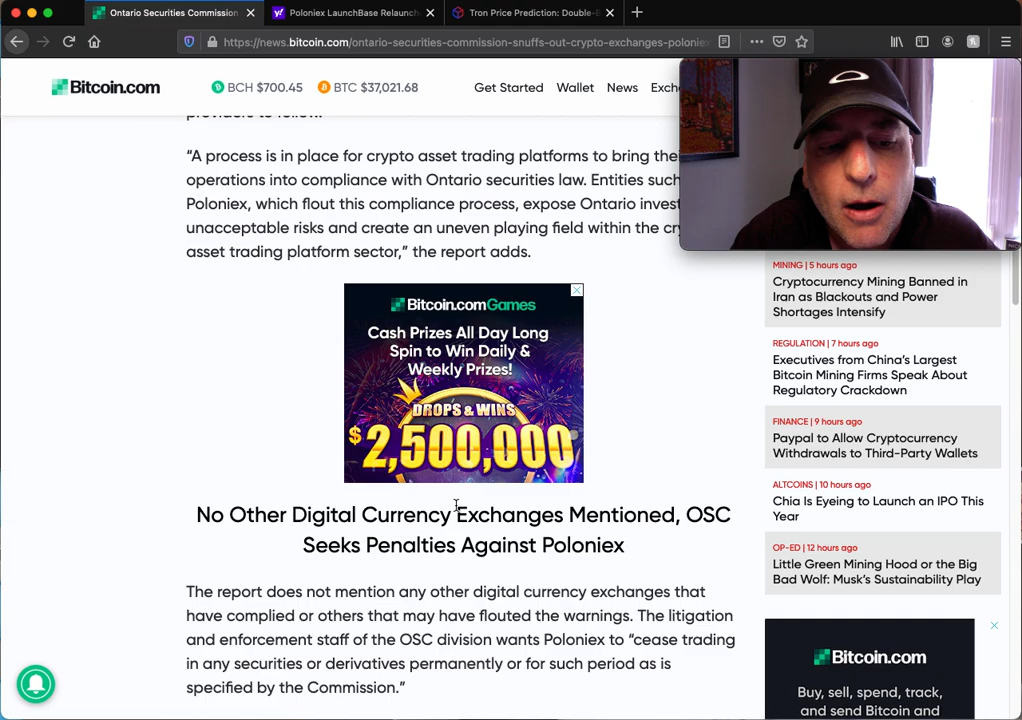 Ontario Securities Commission
Poloniex LaunchBase Relaunch
Tron Price Prediction: Double-B
https://news.bitcoin.com/ontario-securities-commission-snuffs-out-crypto-exchanges-poloniex
Bitcoin.com
BCH $700.45
BTC $37,021.68
Get Started
Wallet
News
Excha
providers to follow.
“A process is in place for crypto asset trading platforms to bring thei
operations into compliance with Ontario securities law. Entities such
Poloniex, which flout this compliance process, expose Ontario invest
unacceptable risks and create an uneven playing field within the cry
asset trading platform sector,” the report adds.
Bitcoin.comGames
Cash Prizes All Day Long
Spin to Win Daily &
Weekly Prizes!
DROPS & WINS
$2,500,000
No Other Digital Currency Exchanges Mentioned, OSC
Seeks Penalties Against Poloniex
The report does not mention any other digital currency exchanges that
have complied or others that may have flouted the warnings. The litigation
and enforcement staff of the OSC division wants Poloniex to “cease trading
in any securities or derivatives permanently or for such period as is
specified by the Commission.”
MINING | 5 hours ago
Cryptocurrency Mining Banned in
Iran as Blackouts and Power
Shortages Intensify
REGULATION | 7 hours ago
Executives from China’s Largest
Bitcoin Mining Firms Speak About
Regulatory Crackdown
FINANCE | 9 hours ago
Paypal to Allow Cryptocurrency
Withdrawals to Third-Party Wallets
ALTCOINS | 10 hours ago
Chia Is Eyeing to Launch an IPO This
Year
OP-ED | 12 hours ago
Little Green Mining Hood or the Big
Bad Wolf: Musk’s Sustainability Play
Bitcoin.com
Buy, sell, spend, track,
and send Bitcoin and